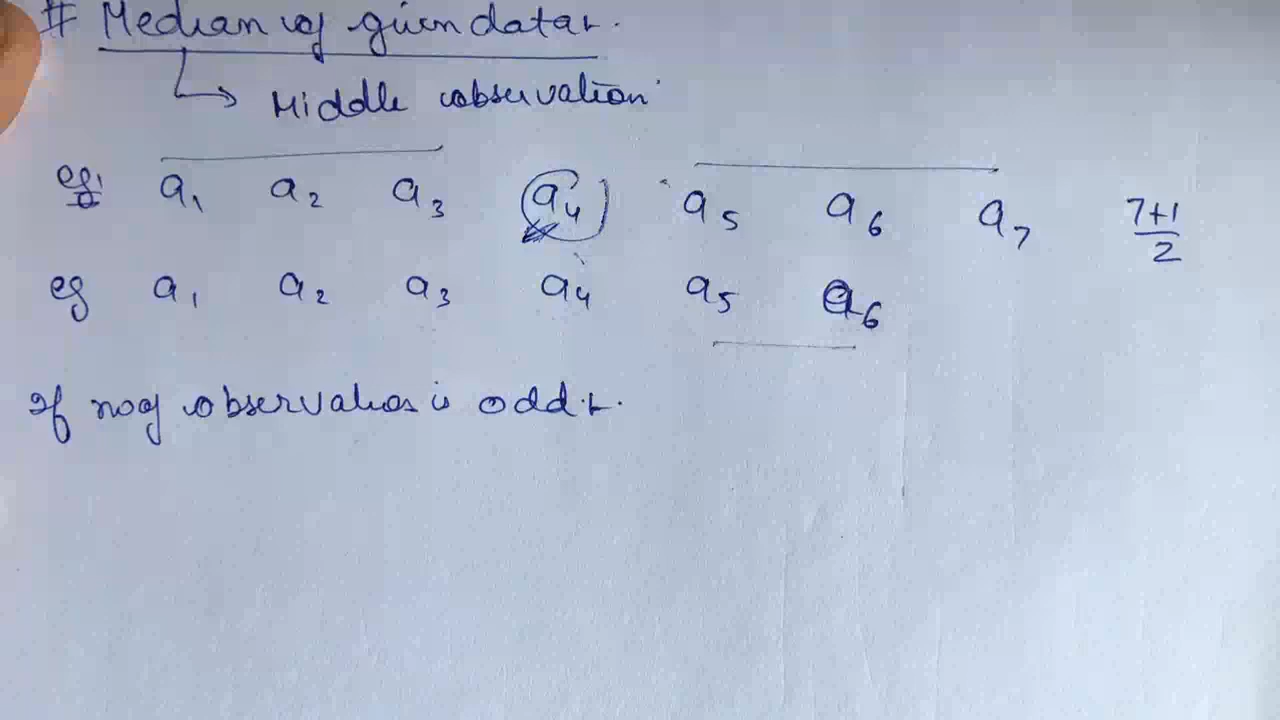 # Median of given data:-
Middle observation
eg: a₁ a₂ a₃ a₄ a₅ a₆ a₇ 7+1/2
eg a₁ a₂ a₃ a₄ a₅ a₆
If no of observation is odd:-